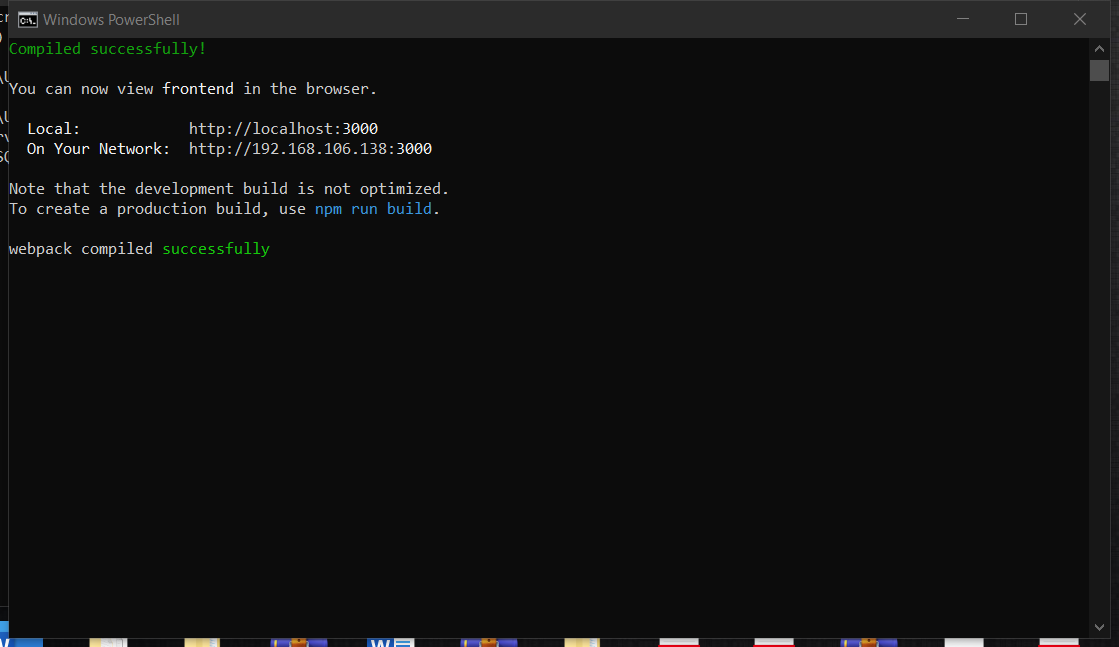 Windows PowerShell
Compiled successfully!
You can now view frontend in the browser.
Local: http://localhost:3000
On Your Network: http://192.168.106.138:3000
Note that the development build is not optimized.
To create a production build, use npm run build.
webpack compiled successfully